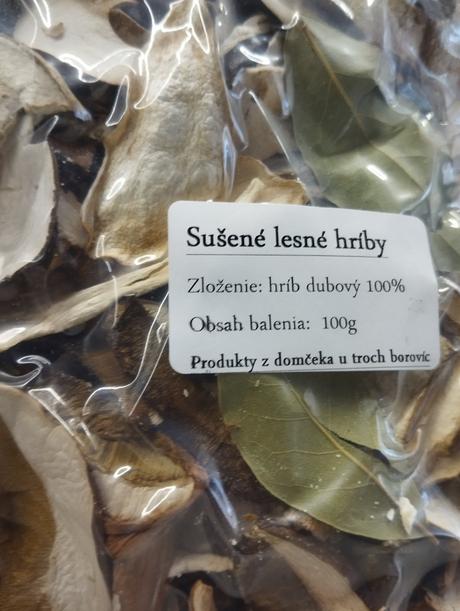 Sušené lesné hríby
Zloženie: hríb dubový 100%
Obsah balenia: 100g
Produkty z domčeka u troch borovíc